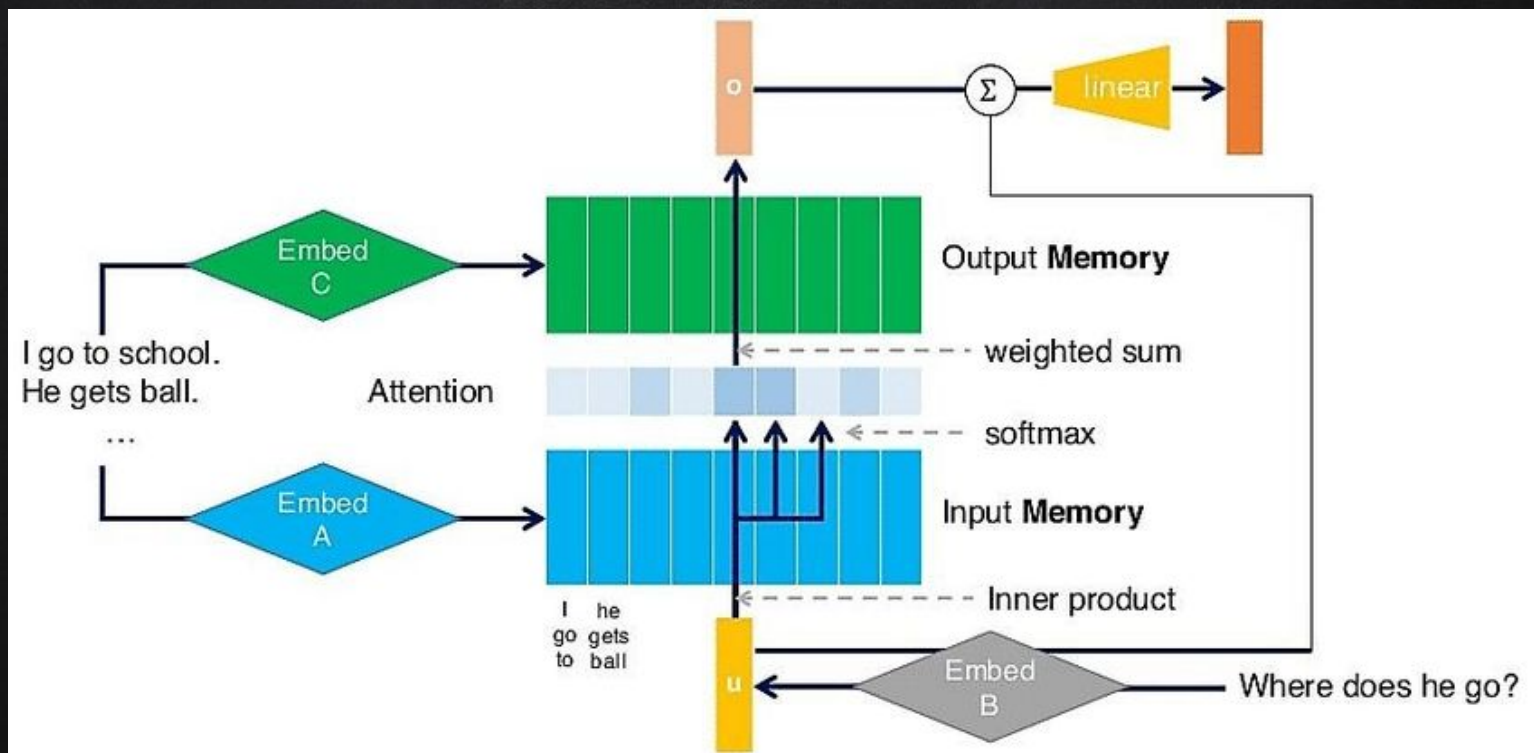 o
Σ
linear
Embed
C
Output Memory
I go to school.
He gets ball.
...
weighted sum
Attention
softmax
Embed
A
Input Memory
I he
go gets
to ball
Inner product
u
Embed
B
Where does he go?